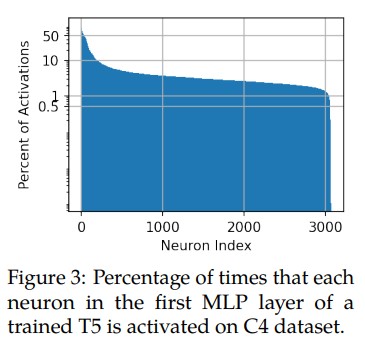 Percent of Activations
50
10
1
0.5
0 1000 2000 3000
Neuron Index
Figure 3: Percentage of times that each
neuron in the first MLP layer of a
trained T5 is activated on C4 dataset.